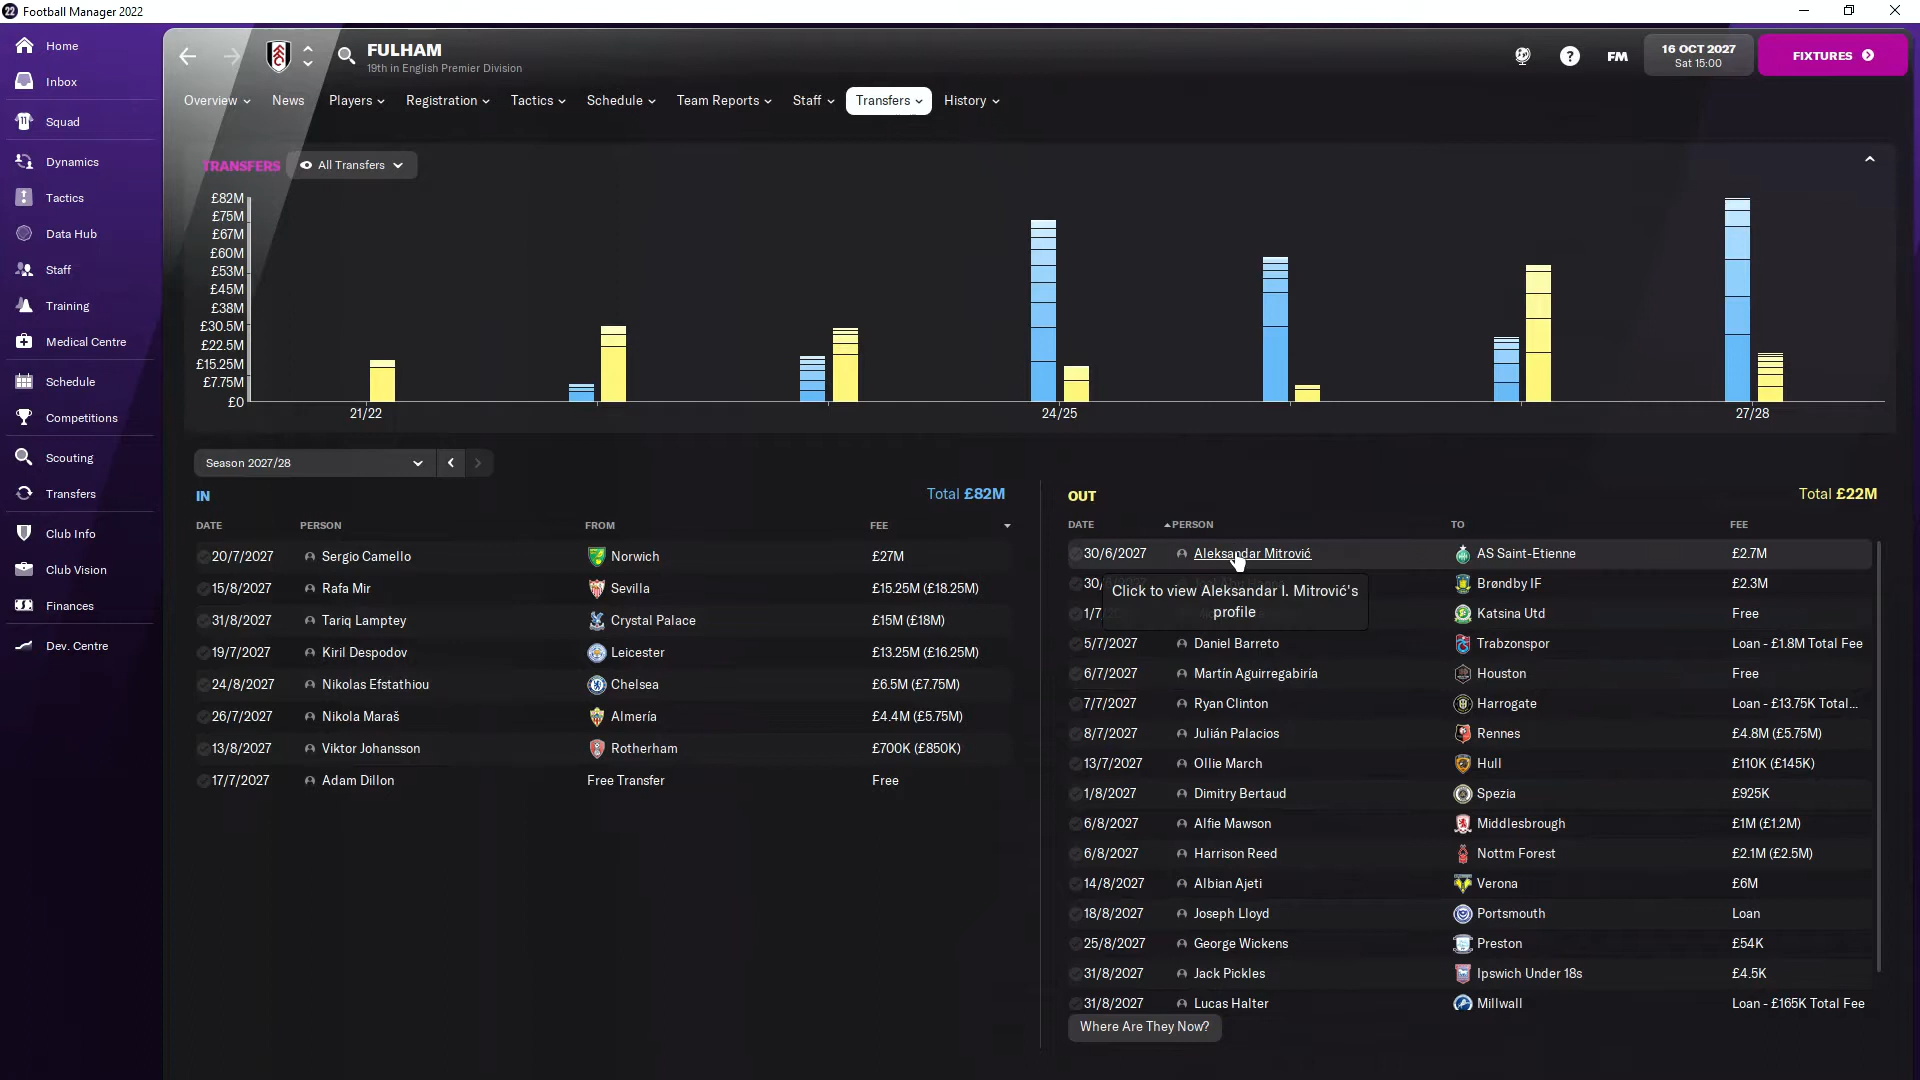 22 Football Manager 2022
Home
Inbox
Squad
Dynamics
Tactics
Data Hub
Staff
Training
Medical Centre
Schedule
Competitions
Scouting
Transfers
Club Info
Club Vision
Finances
Dev. Centre
FULHAM
19th in English Premier Division
? FM
16 OCT 2027
Sat 15:00
FIXTURES
Overview News Players Registration Tactics Schedule Team Reports Staff Transfers History
TRANSFERS All Transfers
£82M
£75M
£67M
£60M
£53M
£45M
£38M
£30.5M
£22.5M
£15.25M
£7.75M
£0
21/22 24/25 27/28
Season 2027/28
IN Total £82M
DATE PERSON FROM FEE
20/7/2027 Sergio Camello Norwich £27M
15/8/2027 Rafa Mir Sevilla £15.25M (£18.25M)
31/8/2027 Tariq Lamptey Crystal Palace £15M (£18M)
19/7/2027 Kiril Despodov Leicester £13.25M (£16.25M)
24/8/2027 Nikolas Efstathiou Chelsea £6.5M (£7.75M)
26/7/2027 Nikola Maraš Almería £4.4M (£5.75M)
13/8/2027 Viktor Johansson Rotherham £700K (£850K)
17/7/2027 Adam Dillon Free Transfer Free
OUT Total £22M
DATE PERSON TO FEE
30/6/2027 Aleksandar Mitrović AS Saint-Etienne £2.7M
30/ Brøndby IF £2.3M
Click to view Aleksandar I. Mitrović's
profile
1/7 Katsina Utd Free
5/7/2027 Daniel Barreto Trabzonspor Loan - £1.8M Total Fee
6/7/2027 Martín Aguirregabiría Houston Free
7/7/2027 Ryan Clinton Harrogate Loan - £13.75K Total...
8/7/2027 Julián Palacios Rennes £4.8M (£5.75M)
13/7/2027 Ollie March Hull £110K (£145K)
1/8/2027 Dimitry Bertaud Spezia £925K
6/8/2027 Alfie Mawson Middlesbrough £1M (£1.2M)
6/8/2027 Harrison Reed Nottm Forest £2.1M (£2.5M)
14/8/2027 Albian Ajeti Verona £6M
18/8/2027 Joseph Lloyd Portsmouth Loan
25/8/2027 George Wickens Preston £54K
31/8/2027 Jack Pickles Ipswich Under 18s £4.5K
31/8/2027 Lucas Halter Millwall Loan - £165K Total Fee
Where Are They Now?